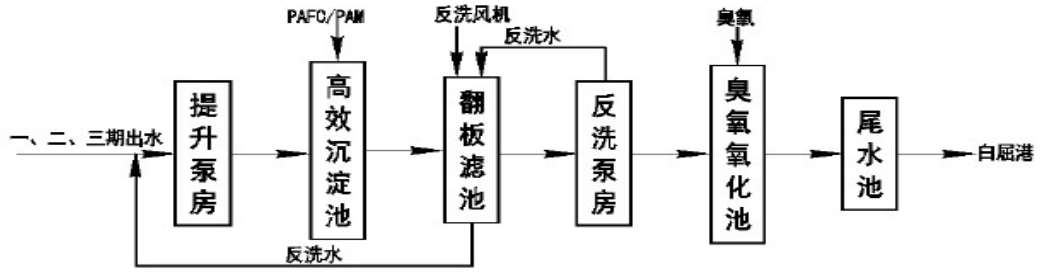 PAFC/PAM
反洗风机
反洗水
臭氧
一、二、三期出水
提升泵房
高效沉淀池
翻板滤池
反洗泵房
臭氧氧化池
尾水池
白屈港
反洗水